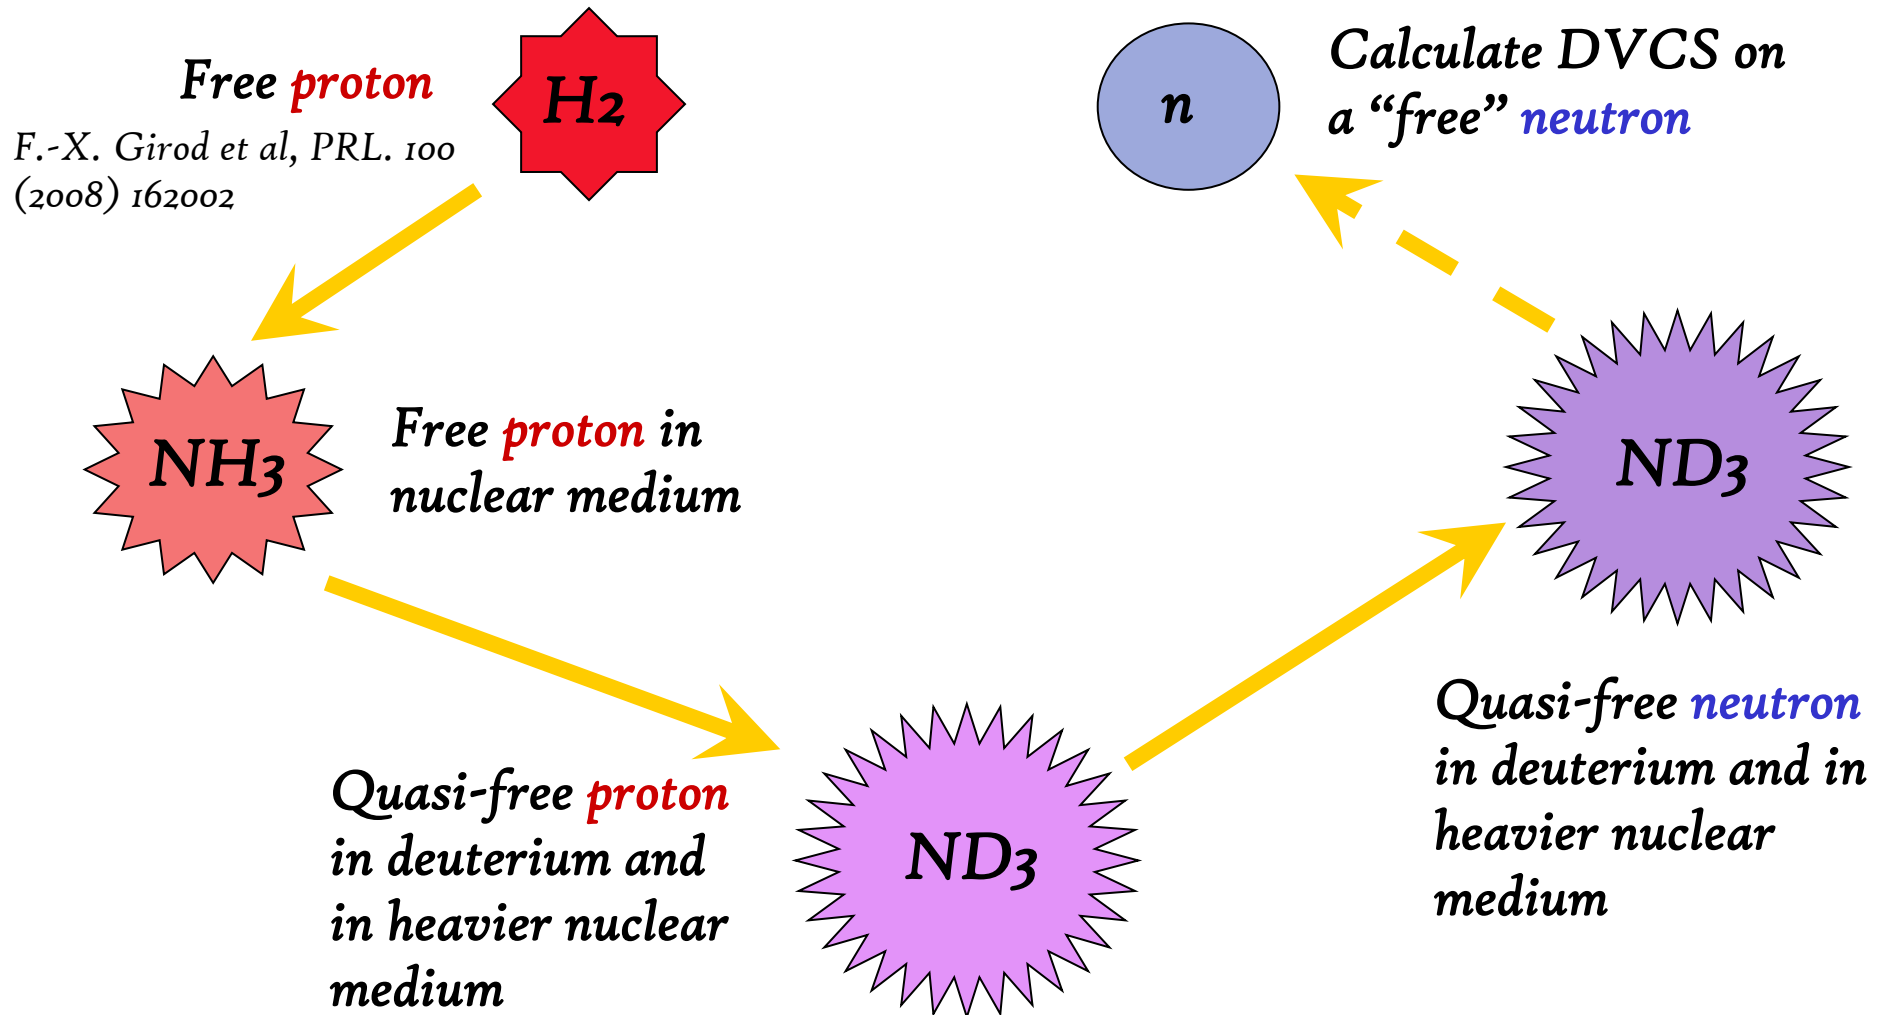 Free proton
F.-X. Girod et al, PRL. 100
(2008) 162002
H2
n
Calculate DVCS on
a “free” neutron
NH3
Free proton in
nuclear medium
ND3
Quasi-free proton
in deuterium and
in heavier nuclear
medium
ND3
Quasi-free neutron
in deuterium and in
heavier nuclear
medium